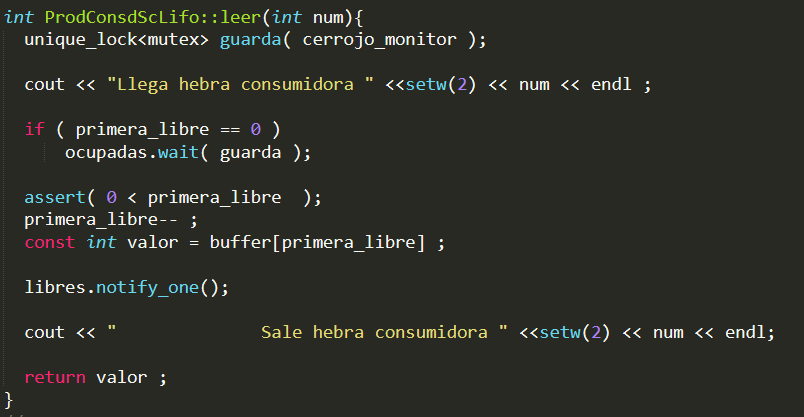 int ProdConsdScLifo::leer(int num){
unique_lock<mutex> guarda( cerrojo_monitor );
cout << "Llega hebra consumidora " <<setw(2) << num << endl ;
if ( primera_libre == 0 )
ocupadas.wait( guarda );
assert( 0 < primera_libre  );
primera_libre-- ;
const int valor = buffer[primera_libre] ;
libres.notify_one();
cout << "              Sale hebra consumidora " <<setw(2) << num << endl;
return valor ;
}